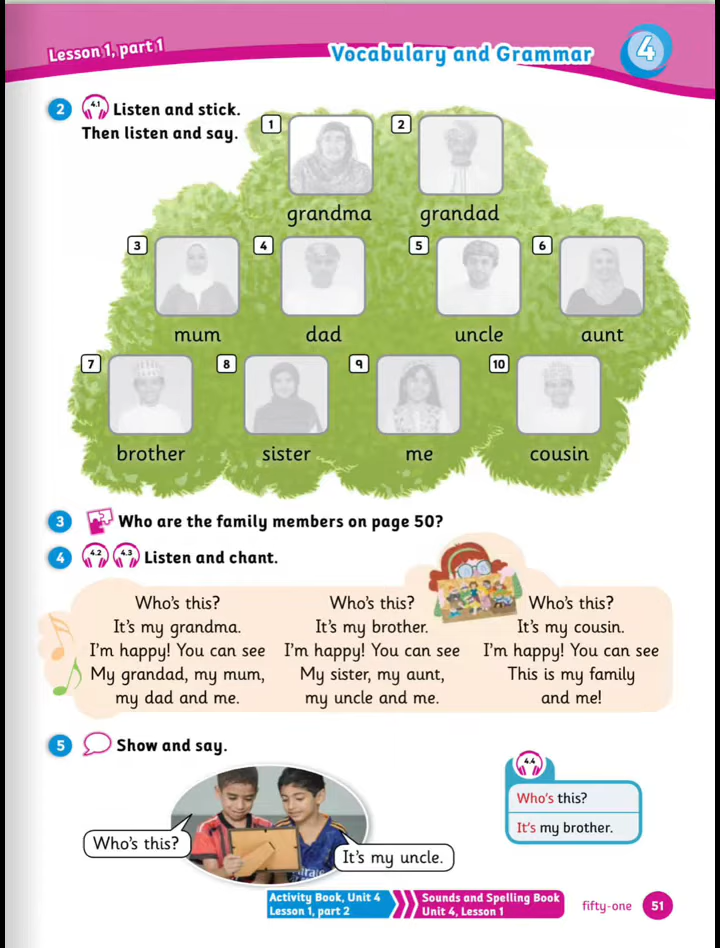 Lesson 1, part 1
Vocabulary and Grammar
4
2 4.1 Listen and stick.
Then listen and say.
1
2
grandma
grandad
3
4
5
6
mum
dad
uncle
aunt
7
8
9
10
brother
sister
me
cousin
3 Who are the family members on page 50?
4 4.2 4.3 Listen and chant.
Who's this?
It's my grandma.
I'm happy! You can see
My grandad, my mum,
my dad and me.
Who's this?
It's my brother.
I'm happy! You can see
My sister, my aunt,
my uncle and me.
Who's this?
It's my cousin.
I'm happy! You can see
This is my family
and me!
5 Show and say.
Who's this?
It's my uncle.
4.4
Who's this?
It's my brother.
Activity Book, Unit 4
Lesson 1, part 2
Sounds and Spelling Book
Unit 4, Lesson 1
fifty-one 51